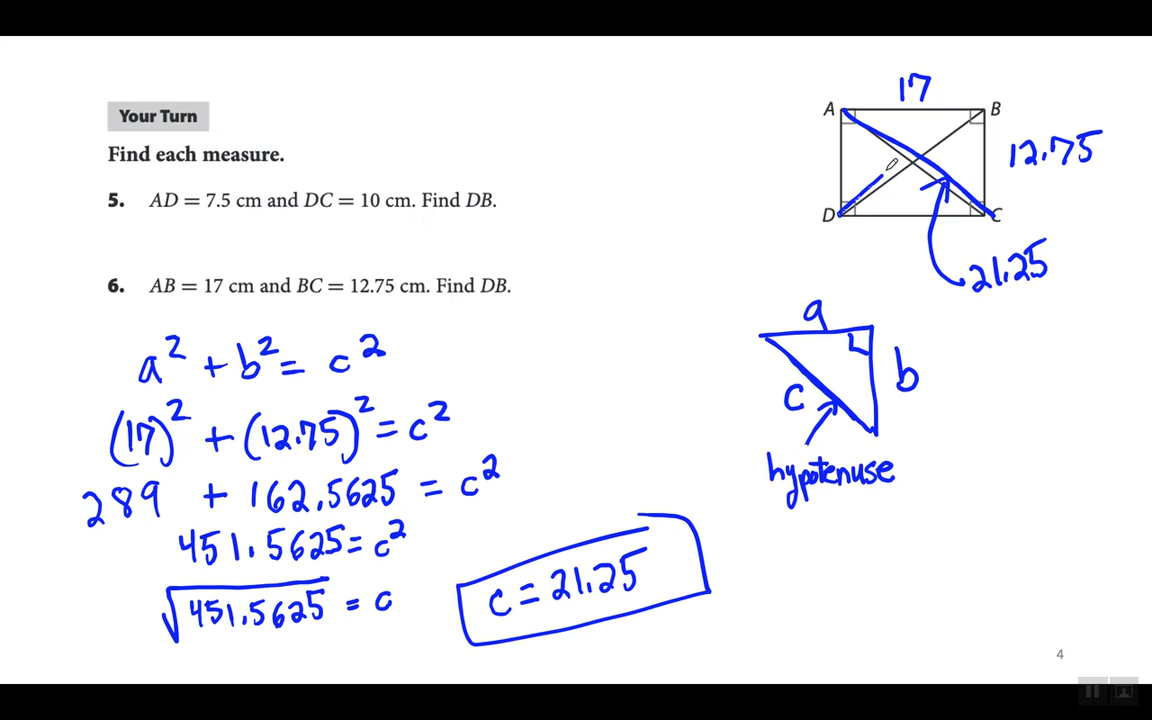 Your Turn
Find each measure.
5. AD = 7.5 cm and DC = 10 cm. Find DB.
6. AB = 17 cm and BC = 12.75 cm. Find DB.
a² + b² = c²
(17)² + (12.75)² = c²
289 + 162.5625 = c²
451.5625 = c²
√451.5625 = c
c = 21.25
17
A
B
12.75
D
C
21.25
a
b
c
hypotenuse
4